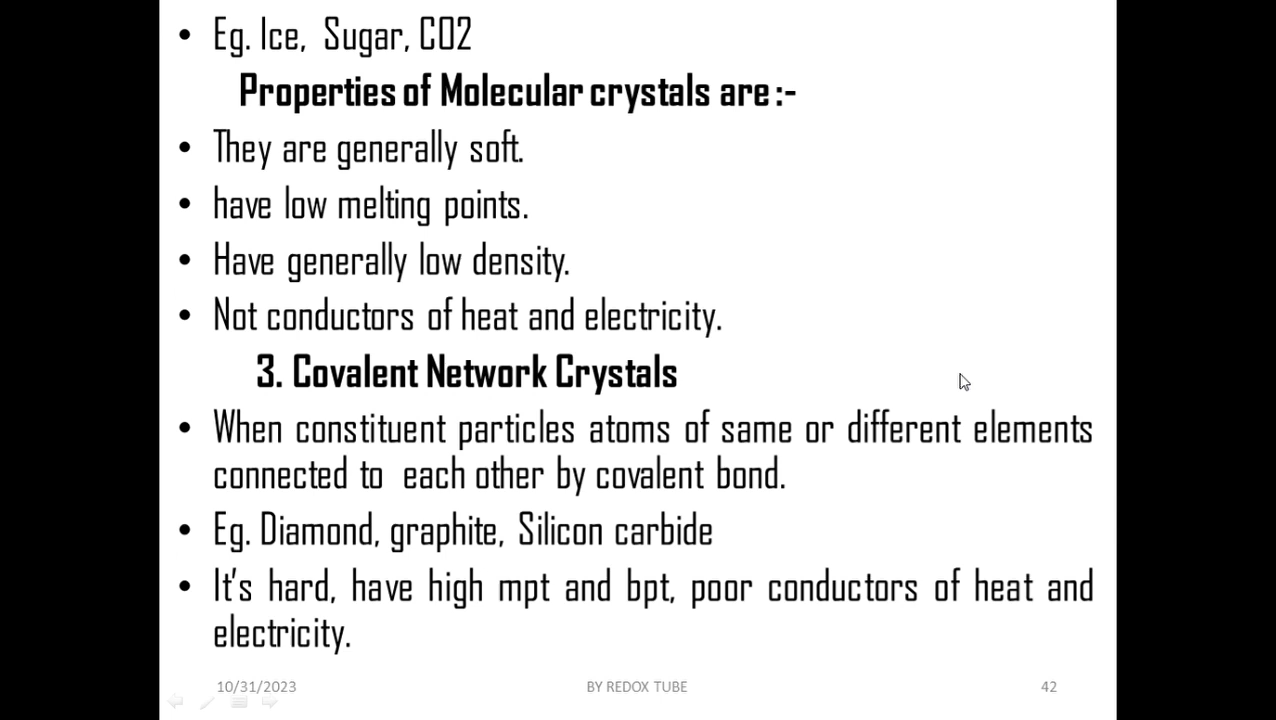 • Eg. Ice, Sugar, CO2
Properties of Molecular crystals are :-
• They are generally soft.
• have low melting points.
• Have generally low density.
• Not conductors of heat and electricity.
3. Covalent Network Crystals
• When constituent particles atoms of same or different elements
connected to each other by covalent bond.
• Eg. Diamond, graphite, Silicon carbide
• It's hard, have high mpt and bpt, poor conductors of heat and
electricity.
10/31/2023 BY REDOX TUBE 42